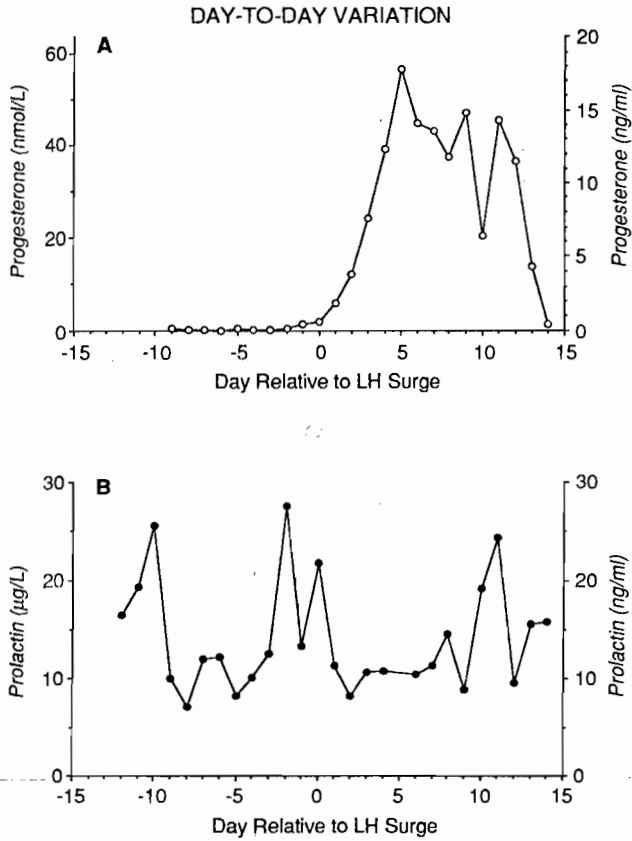 DAY-TO-DAY VARIATION
A
60
40
20
0
Progesterone (nmol/L)
20
15
10
5
0
Progesterone (ng/ml)
-15 -10 -5 0 5 10 15
Day Relative to LH Surge
B
30
20
10
0
Prolactin (µg/L)
30
20
10
0
Prolactin (ng/ml)
-15 -10 -5 0 5 10 15
Day Relative to LH Surge